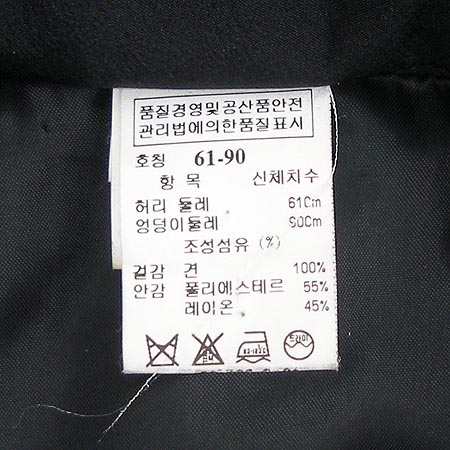 품질경영및공산품안전
관리법에의한품질표시
호칭 61-90
항 목 신체치수
허리 둘레 61Cm
엉덩이둘레 90Cm
조성섬유 (%)
겉감 견 100%
안감 폴리에스테르 55%
레이온 45%
드라이